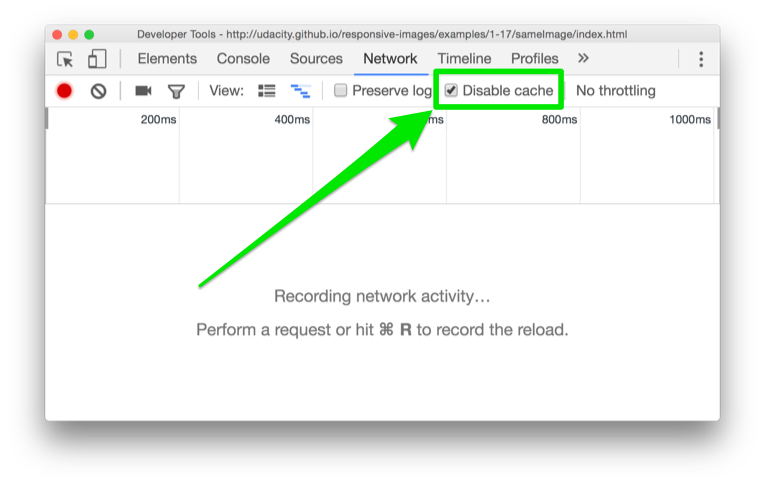 Developer Tools - http://udacity.github.io/responsive-images/examples/1-17/sameImage/index.html
Elements Console Sources Network Timeline Profiles »
View: Preserve log Disable cache No throttling
200ms 400ms ms 800ms 1000ms
Recording network activity…
Perform a request or hit ⌘ R to record the reload.